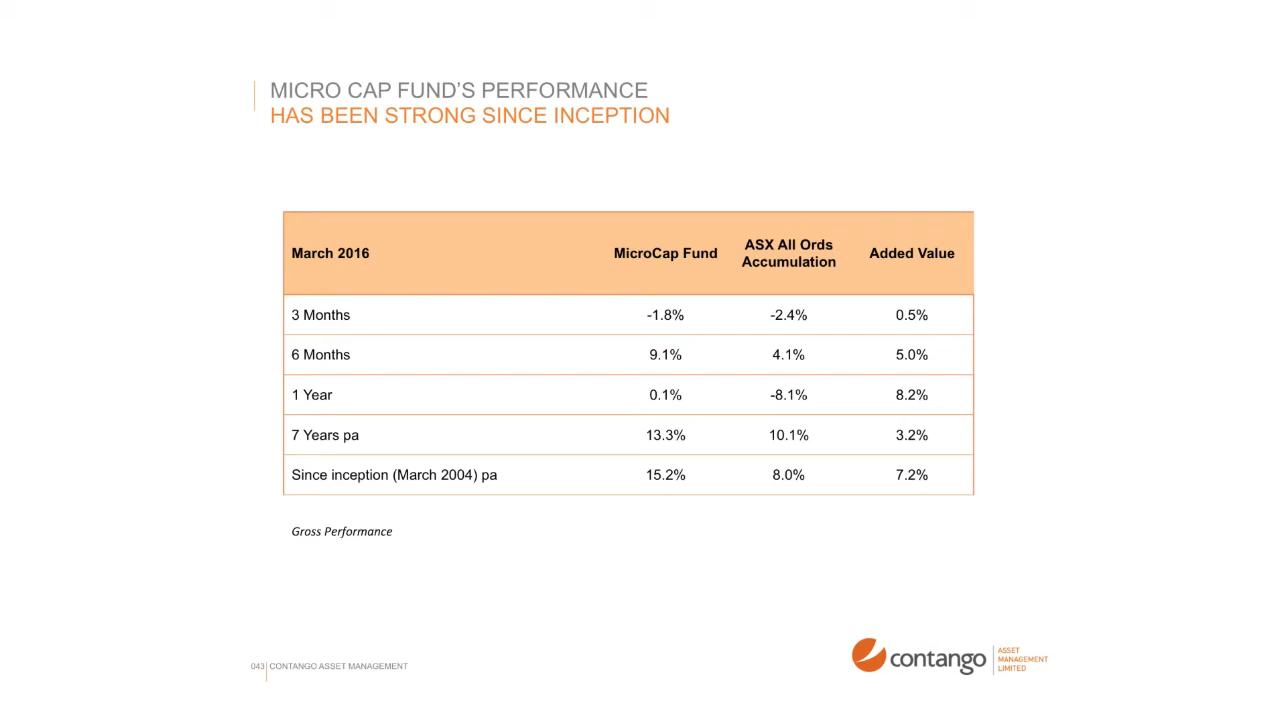 MICRO CAP FUND’S PERFORMANCE
HAS BEEN STRONG SINCE INCEPTION
March 2016 MicroCap Fund ASX All Ords Accumulation Added Value
3 Months -1.8% -2.4% 0.5%
6 Months 9.1% 4.1% 5.0%
1 Year 0.1% -8.1% 8.2%
7 Years pa 13.3% 10.1% 3.2%
Since inception (March 2004) pa 15.2% 8.0% 7.2%
Gross Performance
043 CONTANGO ASSET MANAGEMENT
contango
ASSET
MANAGEMENT
LIMITED